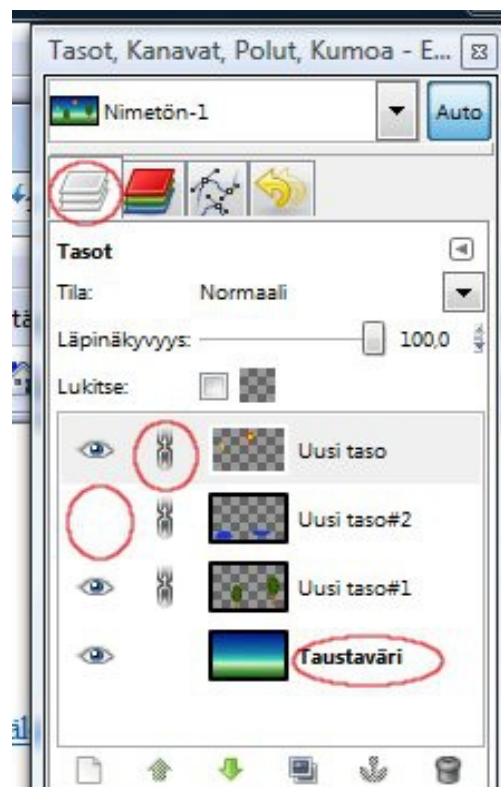 Tasot, Kanavat, Polut, Kumoa - E...
Nimetön-1
Auto
Tasot
Tila: Normaali
Läpinäkyvyys: 100,0
Lukitse:
Uusi taso
Uusi taso#2
Uusi taso#1
Taustaväri